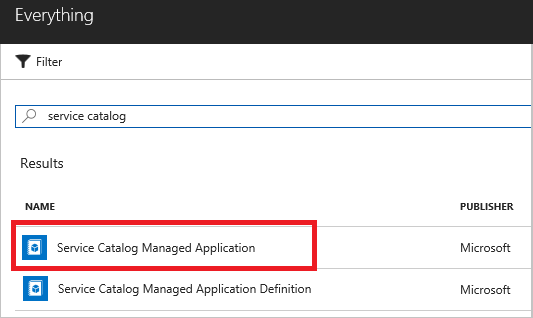 Everything
Filter
service catalog
Results
NAME PUBLISHER
Service Catalog Managed Application Microsoft
Service Catalog Managed Application Definition Microsoft